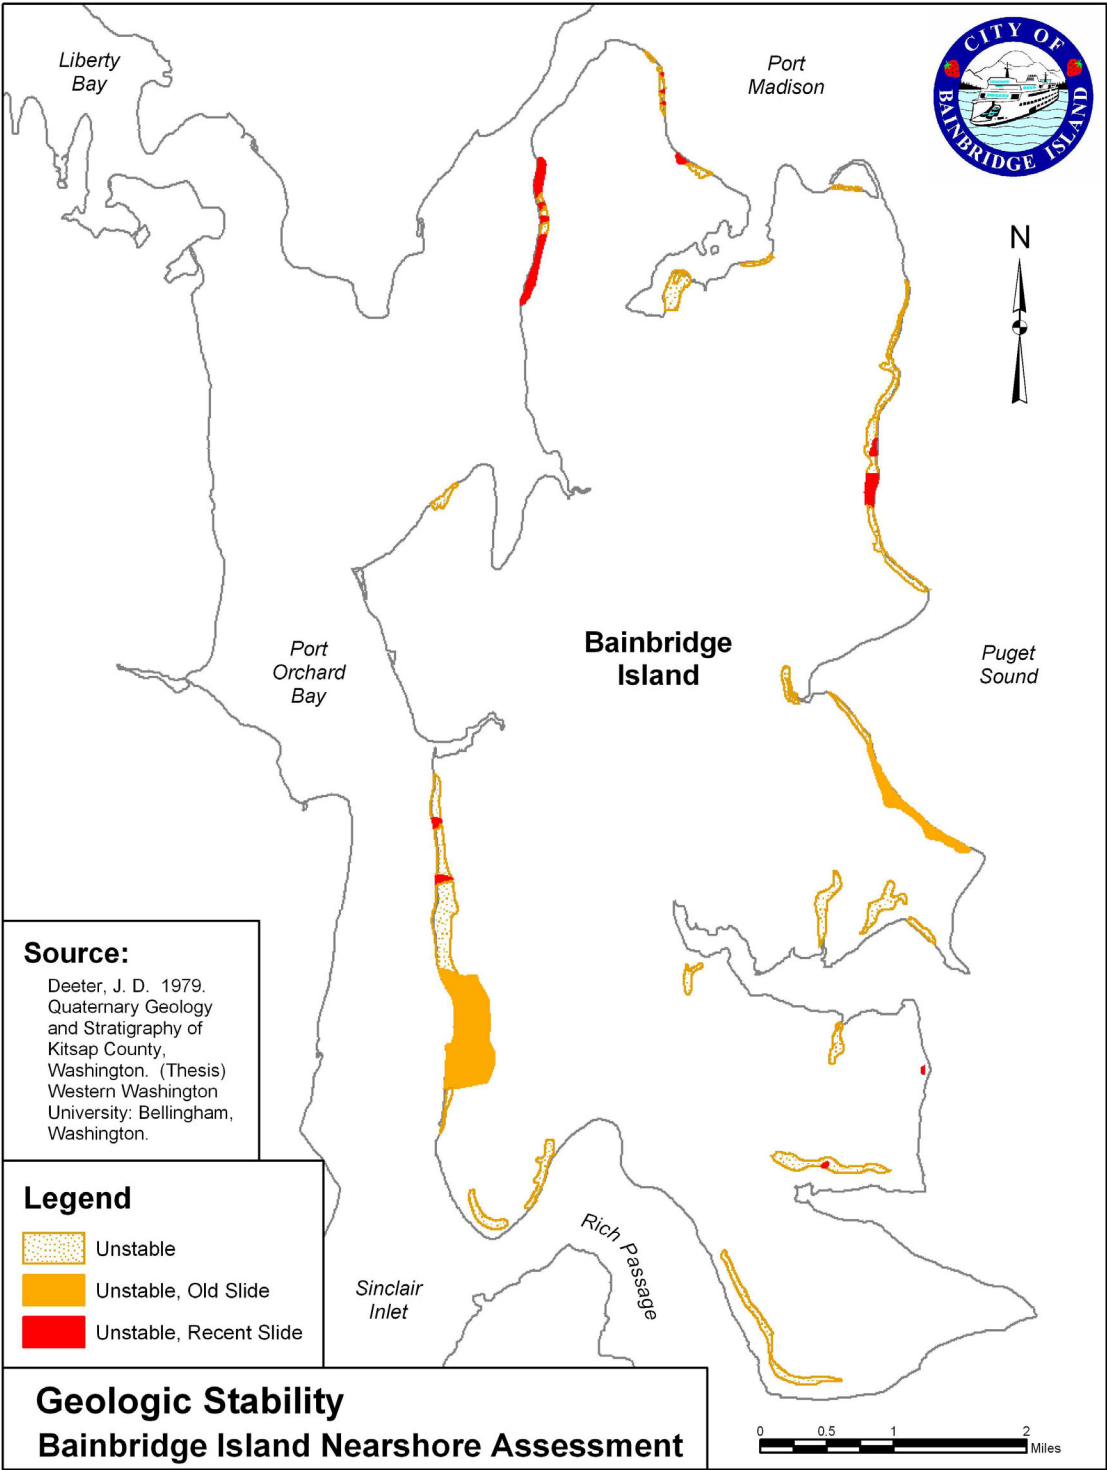 Liberty
Bay
Port
Madison
CITY OF
BAINBRIDGE ISLAND
N
Port
Orchard
Bay
Bainbridge
Island
Puget
Sound
Source:
Deeter, J. D. 1979.
Quaternary Geology
and Stratigraphy of
Kitsap County,
Washington. (Thesis)
Western Washington
University: Bellingham,
Washington.
Legend
Unstable
Unstable, Old Slide
Unstable, Recent Slide
Sinclair
Inlet
Rich Passage
Geologic Stability
Bainbridge Island Nearshore Assessment
0 0.5 1 2
Miles